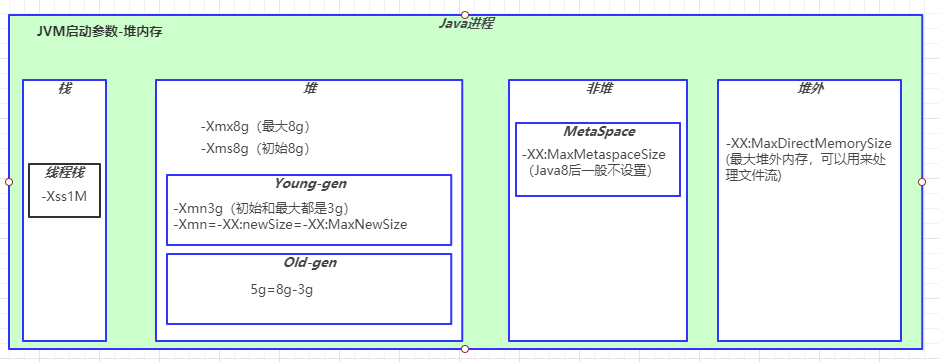 Java进程
JVM启动参数-堆内存
栈
线程栈
-Xss1M
堆
-Xmx8g（最大8g）
-Xms8g（初始8g）
Young-gen
-Xmn3g（初始和最大都是3g）
-Xmn=-XX:newSize=-XX:MaxNewSize
Old-gen
5g=8g-3g
非堆
MetaSpace
-XX:MaxMetaspaceSize
（Java8后一般不设置）
堆外
-XX:MaxDirectMemorySize
(最大堆外内存，可以用来处
理文件流)